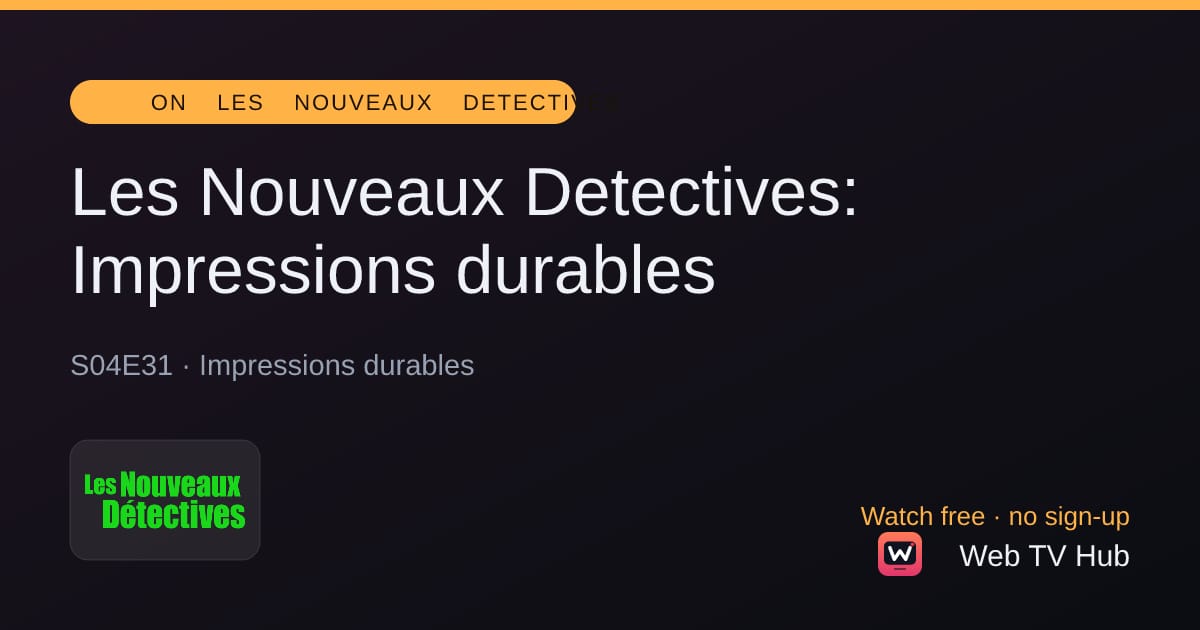 ON LES NOUVEAUX DETECTIVES
Les Nouveaux Detectives:
Impressions durables
S04E31 · Impressions durables
Les Nouveaux
Détectives
Watch free · no sign-up
W
Web TV Hub